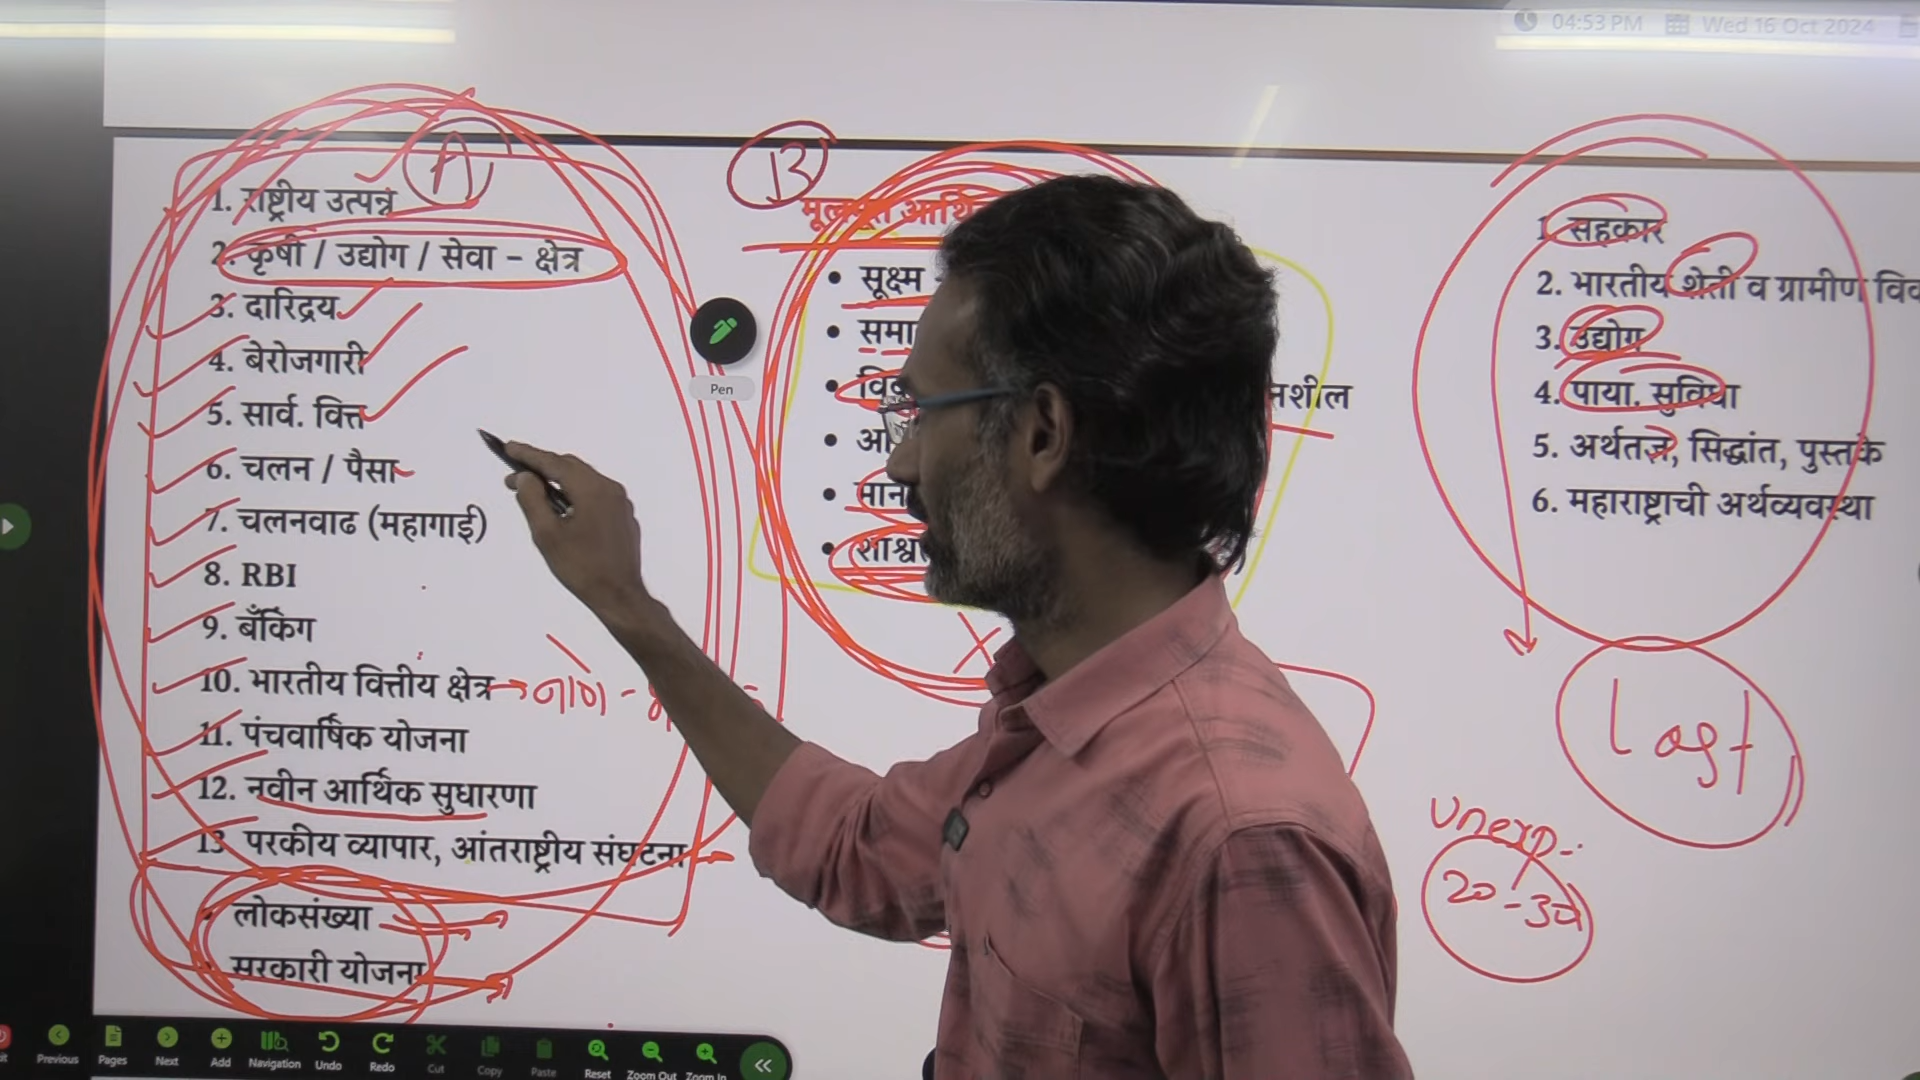 04:53 PM Wed 16 Oct 2024
A
1. राष्ट्रीय उत्पन्न
2. कृषी / उद्योग / सेवा – क्षेत्र
3. दारिद्रय
4. बेरोजगारी
5. सार्व. वित्त
6. चलन / पैसा
7. चलनवाढ (महागाई)
8. RBI
9. बँकिंग
10. भारतीय वित्तीय क्षेत्र
11. पंचवार्षिक योजना
12. नवीन आर्थिक सुधारणा
13. परकीय व्यापार, आंतराष्ट्रीय संघटना
लोकसंख्या
सरकारी योजना
Pen
B
मूलभूत
• सूक्ष्म
•
•
•
•
•
1. सहकार
2. भारतीय शेती व ग्रामीण
3. उद्योग
4. पाया. सुविधा
5. अर्थतज्ञ, सिद्धांत, पुस्तके
6. महाराष्ट्राची अर्थव्यवस्था
Last
Unexp.
20
Previous Pages Next Add Navigation Undo Redo Cut Copy Paste Reset Zoom Out Zoom In